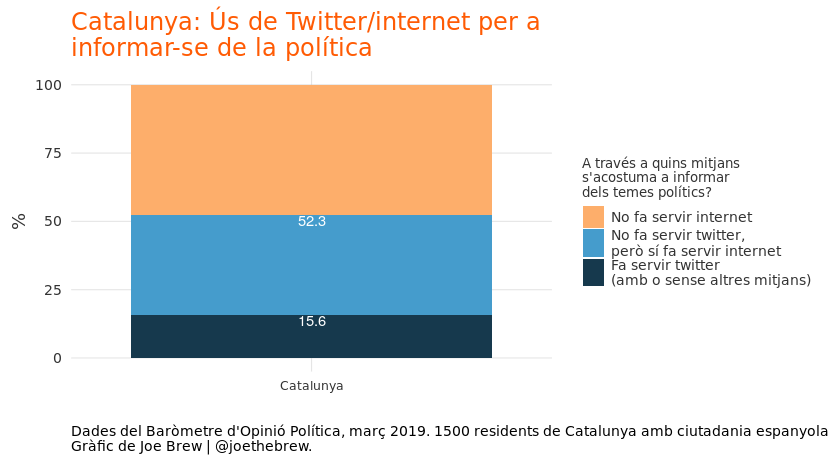 Catalunya: Ús de Twitter/internet per a
informar-se de la política
100
75
50
25
0
%
52.3
15.6
Catalunya
A través a quins mitjans
s'acostuma a informar
dels temes polítics?
No fa servir internet
No fa servir twitter,
però sí fa servir internet
Fa servir twitter
(amb o sense altres mitjans)
Dades del Baròmetre d'Opinió Política, març 2019. 1500 residents de Catalunya amb ciutadania espanyola
Gràfic de Joe Brew | @joethebrew.